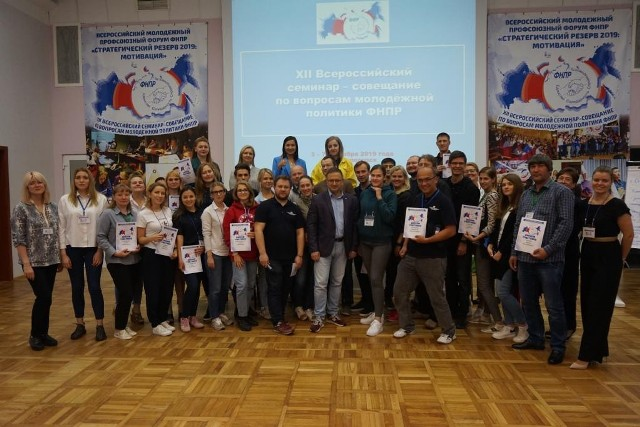 ВСЕРОССИЙСКИЙ МОЛОДЕЖНЫЙ
ПРОФСОЮЗНЫЙ ФОРУМ ФНПР
«СТРАТЕГИЧЕСКИЙ РЕЗЕРВ 2019:
МОТИВАЦИЯ»
ФНПР
XII ВСЕРОССИЙСКИЙ СЕМИНАР-СОВЕЩАНИЕ
ПО ВОПРОСАМ МОЛОДЕЖНОЙ ПОЛИТИКИ ФНПР
XII Всероссийский
семинар – совещание
по вопросам молодежной
политики ФНПР
2019 года
ВСЕРОССИЙСКИЙ МОЛОДЕЖНЫЙ
ПРОФСОЮЗНЫЙ ФОРУМ ФНПР
«СТРАТЕГИЧЕСКИЙ РЕЗЕРВ 2019:
МОТИВАЦИЯ»
ФНПР
XII ВСЕРОССИЙСКИЙ СЕМИНАР-СОВЕЩАНИЕ
ПО ВОПРОСАМ МОЛОДЕЖНОЙ ПОЛИТИКИ ФНПР